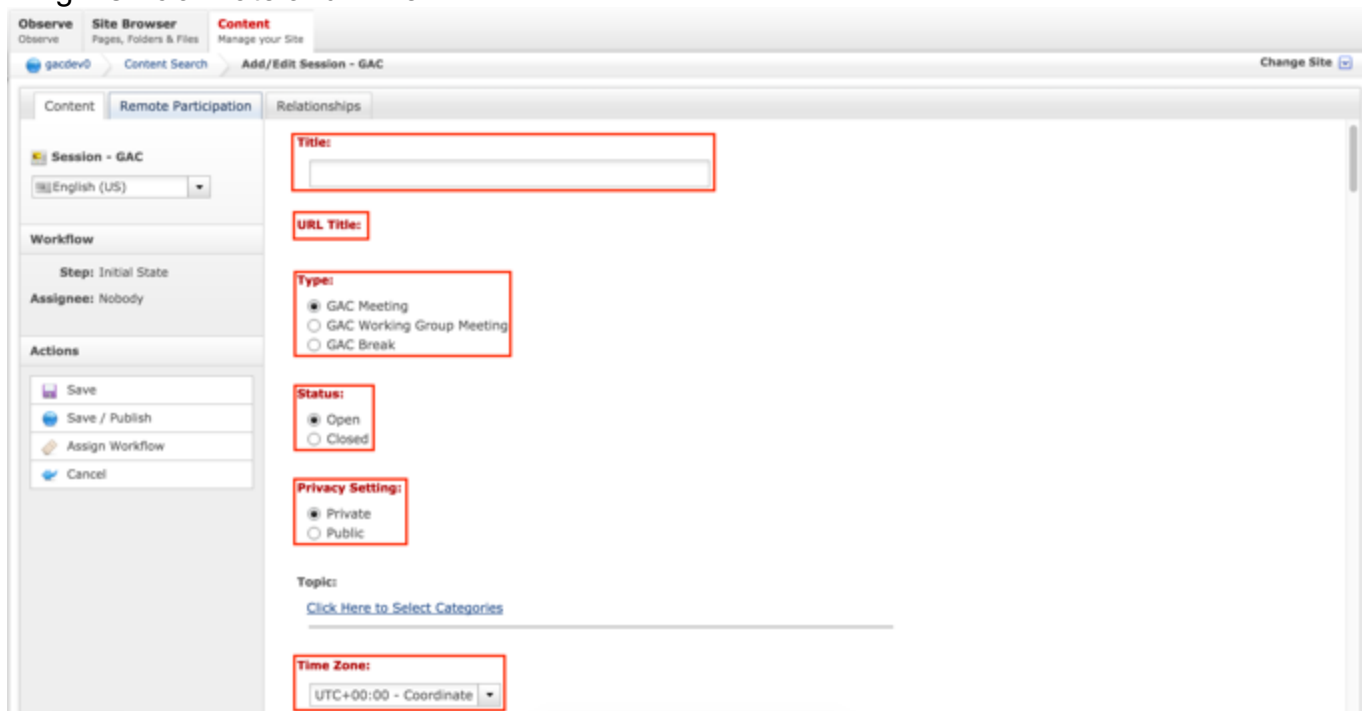 Observe Site Browser Content
Observe Pages, Folders & Files Manage your Site
gacdev0 Content Search Add/Edit Session - GAC Change Site
Content Remote Participation Relationships
Session - GAC
English (US)
Workflow
Step: Initial State
Assignee: Nobody
Actions
Save
Save / Publish
Assign Workflow
Cancel
Title:
URL Title:
Type:
GAC Meeting
GAC Working Group Meeting
GAC Break
Status:
Open
Closed
Privacy Setting:
Private
Public
Topic:
Click Here to Select Categories
Time Zone:
UTC+00:00 - Coordinate